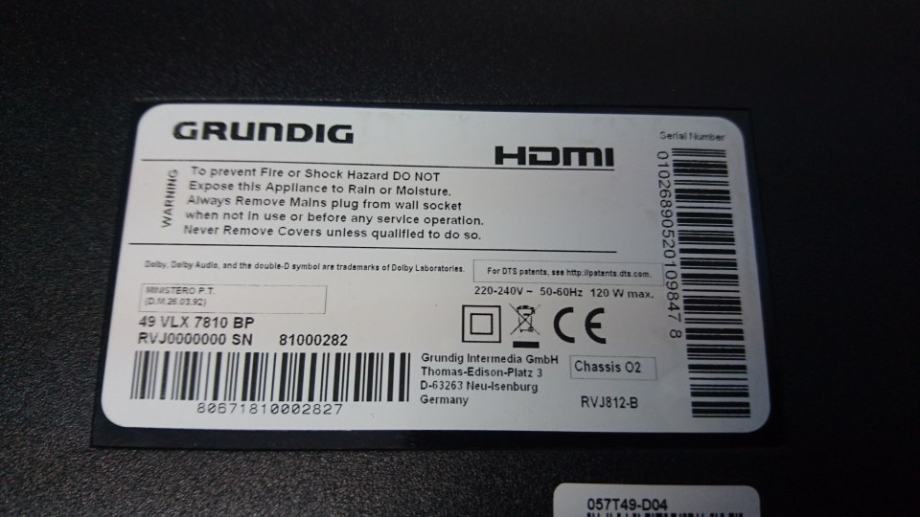 GRUNDIG
HDMI
WARNING
To prevent Fire or Shock Hazard DO NOT
Expose this Appliance to Rain or Moisture.
Always Remove Mains plug from wall socket
when not in use or before any service operation.
Never Remove Covers unless qualified to do so.
Dolby, Dolby Audio, and the double-D symbol are trademarks of Dolby Laboratories.
For DTS patents, see http://patents.dts.com.
MINISTERO P.T.
(D.M.26.03.92)
220-240V ~ 50-60Hz 120 W max.
49 VLX 7810 BP
RVJ0000000 SN 81000282
80671810002827
Grundig Intermedia GmbH
Thomas-Edison-Platz 3
D-63263 Neu-Isenburg
Germany
CE
Chassis O2
RVJ812-B
Serial Number
01026890520109847 8
057T49-D04